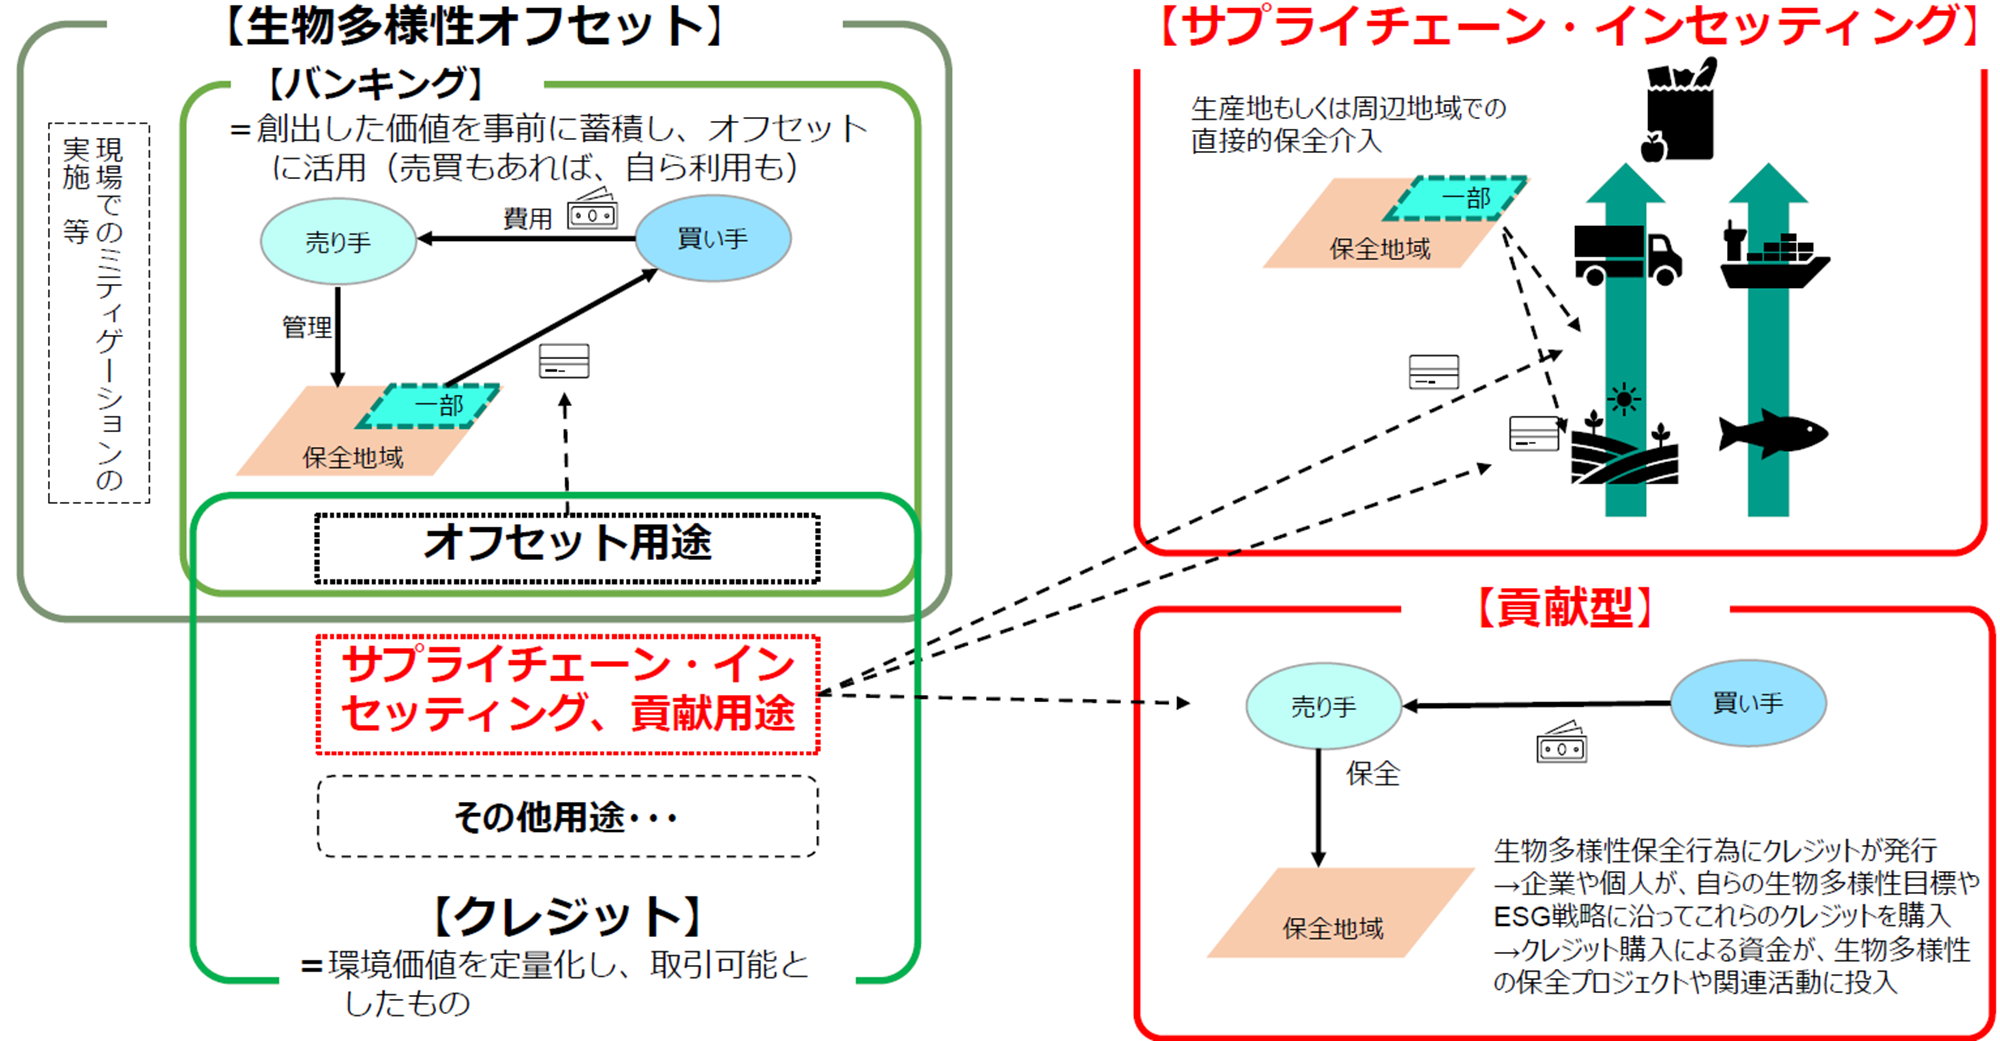 【生物多様性オフセット】
【バンキング】
＝創出した価値を事前に蓄積し、オフセット
に活用（売買もあれば、自ら利用も）
現場でのミティゲーションの
実施　等
売り手
費用
買い手
管理
一部
保全地域
オフセット用途
サプライチェーン・イン
セッティング、貢献用途
その他用途・・・
【クレジット】
＝環境価値を定量化し、取引可能と
したもの
【サプライチェーン・インセッティング】
生産地もしくは周辺地域での
直接的保全介入
一部
保全地域
【貢献型】
売り手
買い手
保全
保全地域
生物多様性保全行為にクレジットが発行
→企業や個人が、自らの生物多様性目標や
ESG戦略に沿ってこれらのクレジットを購入
→クレジット購入による資金が、生物多様性
の保全プロジェクトや関連活動に投入